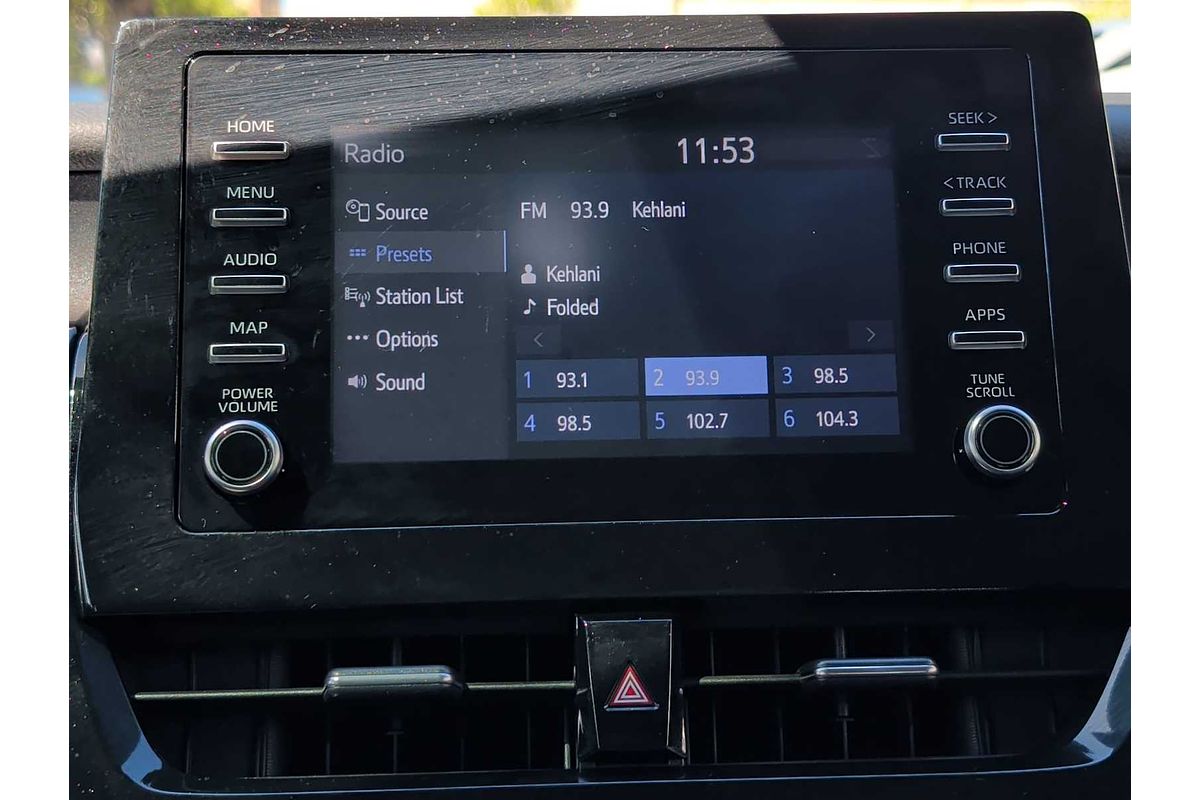 HOME
MENU
AUDIO
MAP
POWER
VOLUME
Radio 11:53
Source
Presets
Station List
Options
Sound
FM 93.9 Kehlani
Kehlani
Folded
< >
1 93.1 2 93.9 3 98.5
4 98.5 5 102.7 6 104.3
SEEK >
< TRACK
PHONE
APPS
TUNE
SCROLL